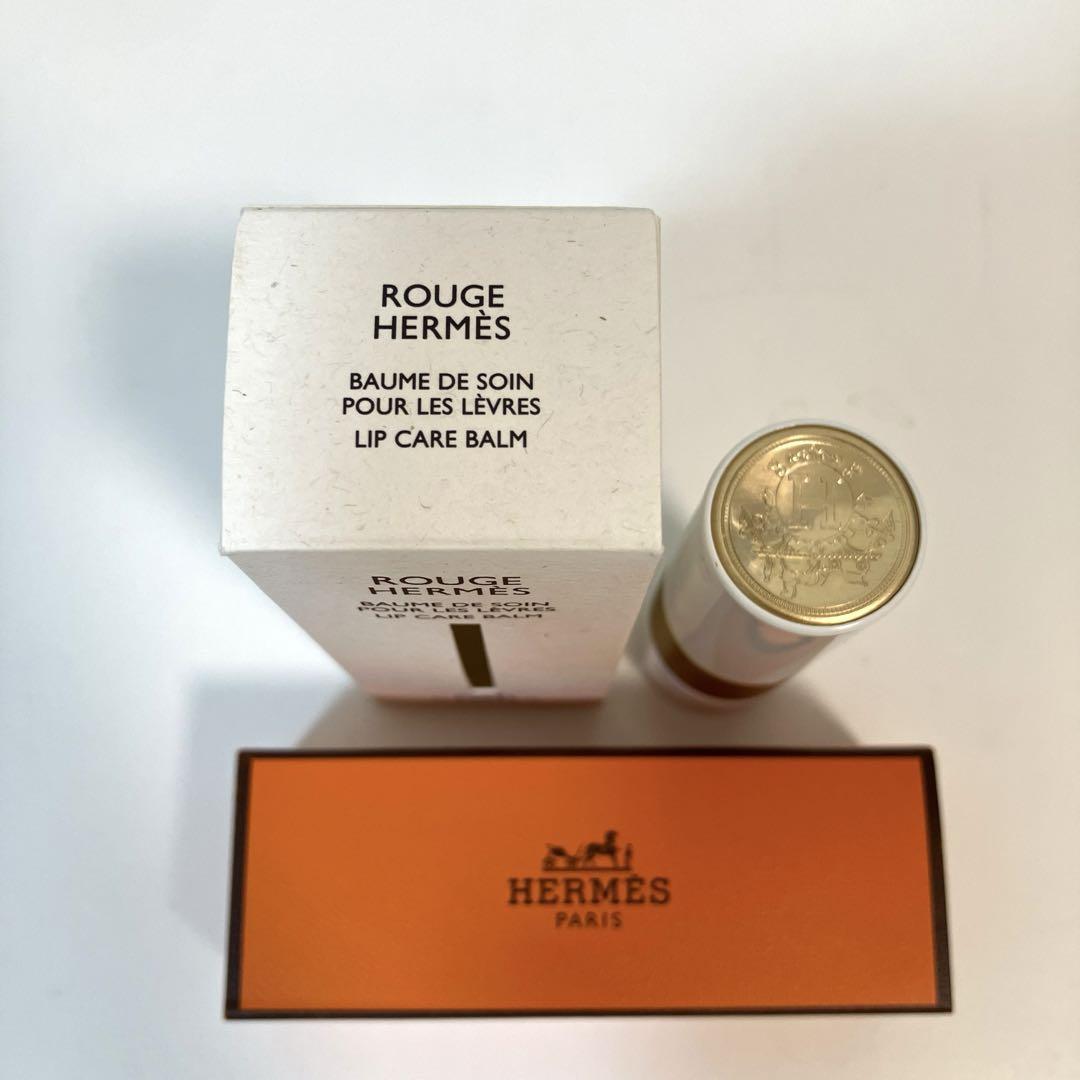 ROUGE
HERMÈS
BAUME DE SOIN
POUR LES LÈVRES
LIP CARE BALM
H
ROUGE
HERMÈS
BAUME DE SOIN
POUR LES LÈVRES
LIP CARE BALM
HERMÈS
PARIS